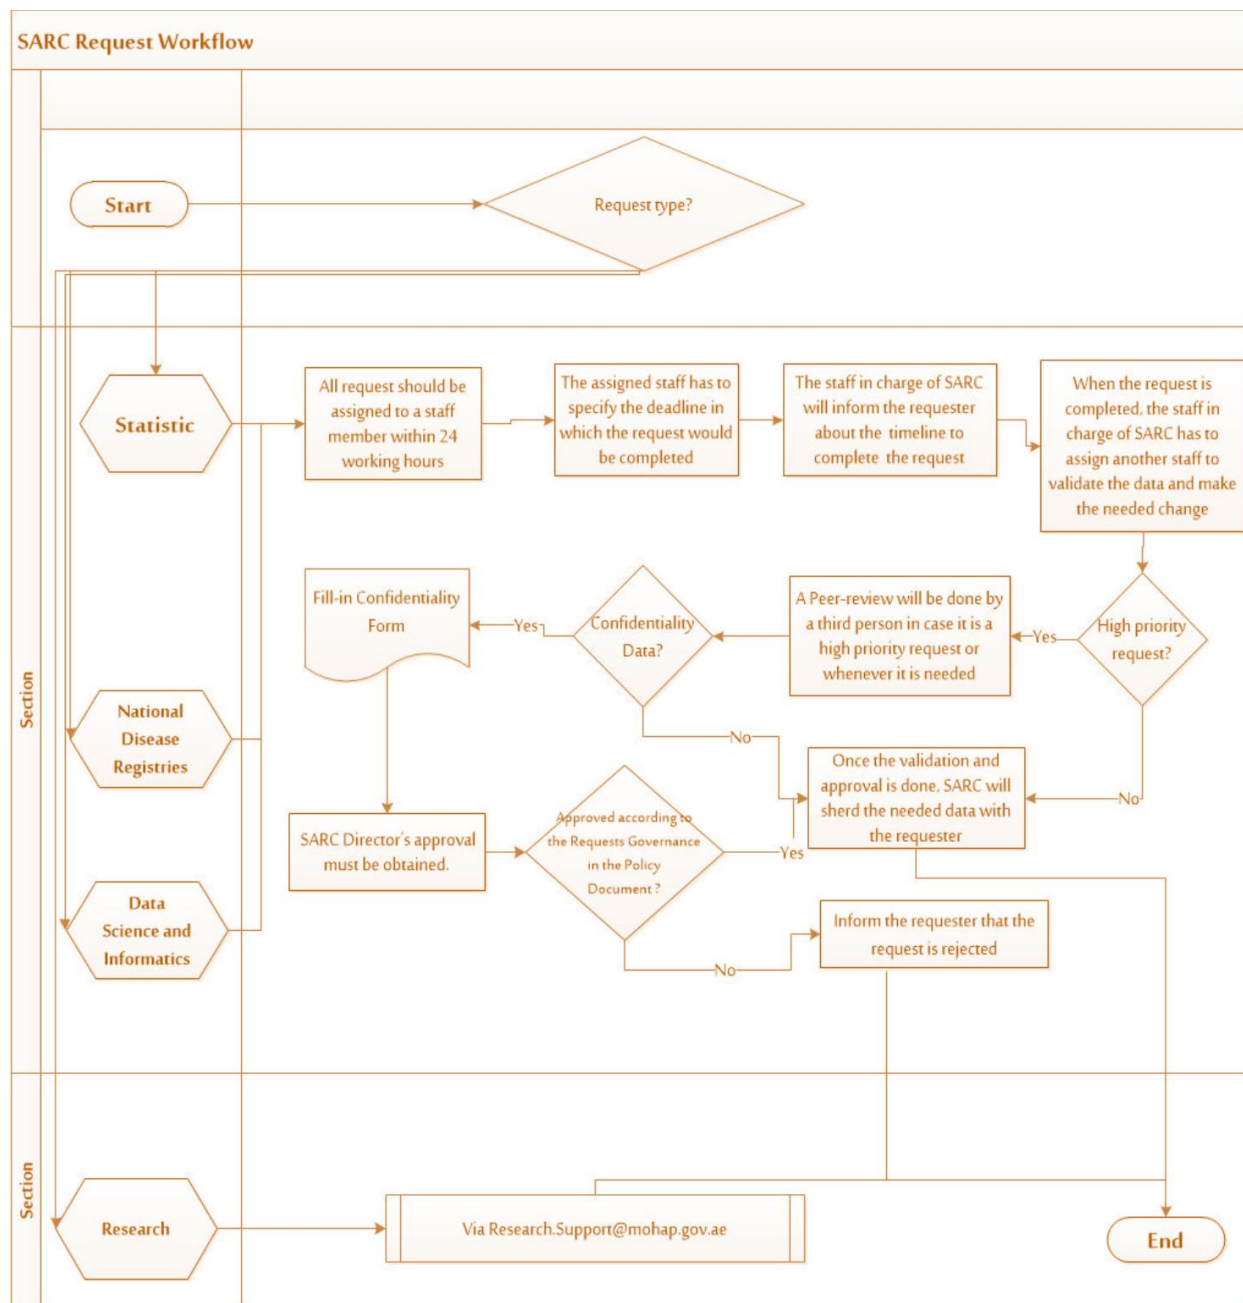 SARC Request Workflow
Start
Request type?
Section
Statistic
All request should be
assigned to a staff
member within 24
working hours
The assigned staff has to
specify the deadline in
which the request would
be completed
The staff in charge of SARC
will inform the requester
about the timeline to
complete the request
When the request is
completed, the staff in
charge of SARC has to
assign another staff to
validate the data and make
the needed change
High priority
request?
Yes
A Peer-review will be done by
a third person in case it is a
high priority request or
whenever it is needed
Confidentiality
Data?
Yes
Fill-in Confidentiality
Form
National
Disease
Registries
No
Once the validation and
approval is done, SARC will
sherd the needed data with
the requester
No
SARC Director's approval
must be obtained.
Approved according to
the Requests Governance
in the Policy
Document ?
Yes
Data
Science and
Informatics
No
Inform the requester that the
request is rejected
Section
Research
Via Research.Support@mohap.gov.ae
End